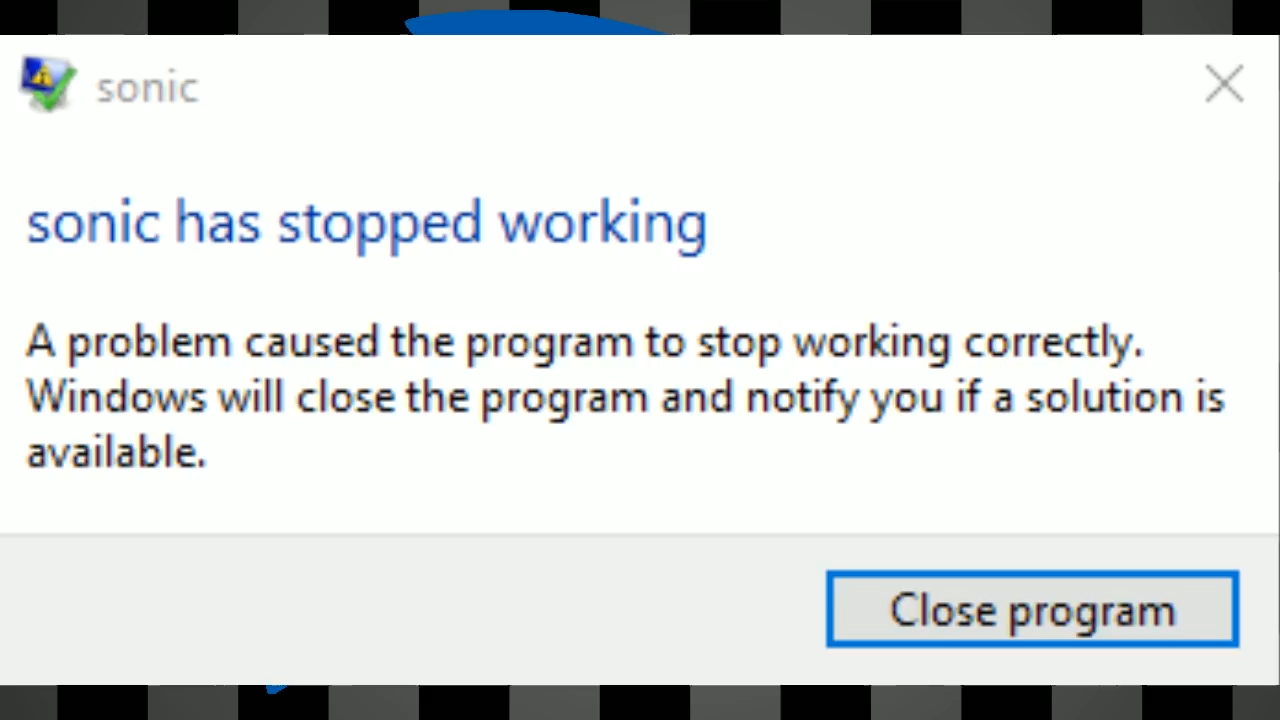 sonic
sonic has stopped working
A problem caused the program to stop working correctly.
Windows will close the program and notify you if a solution is
available.
Close program